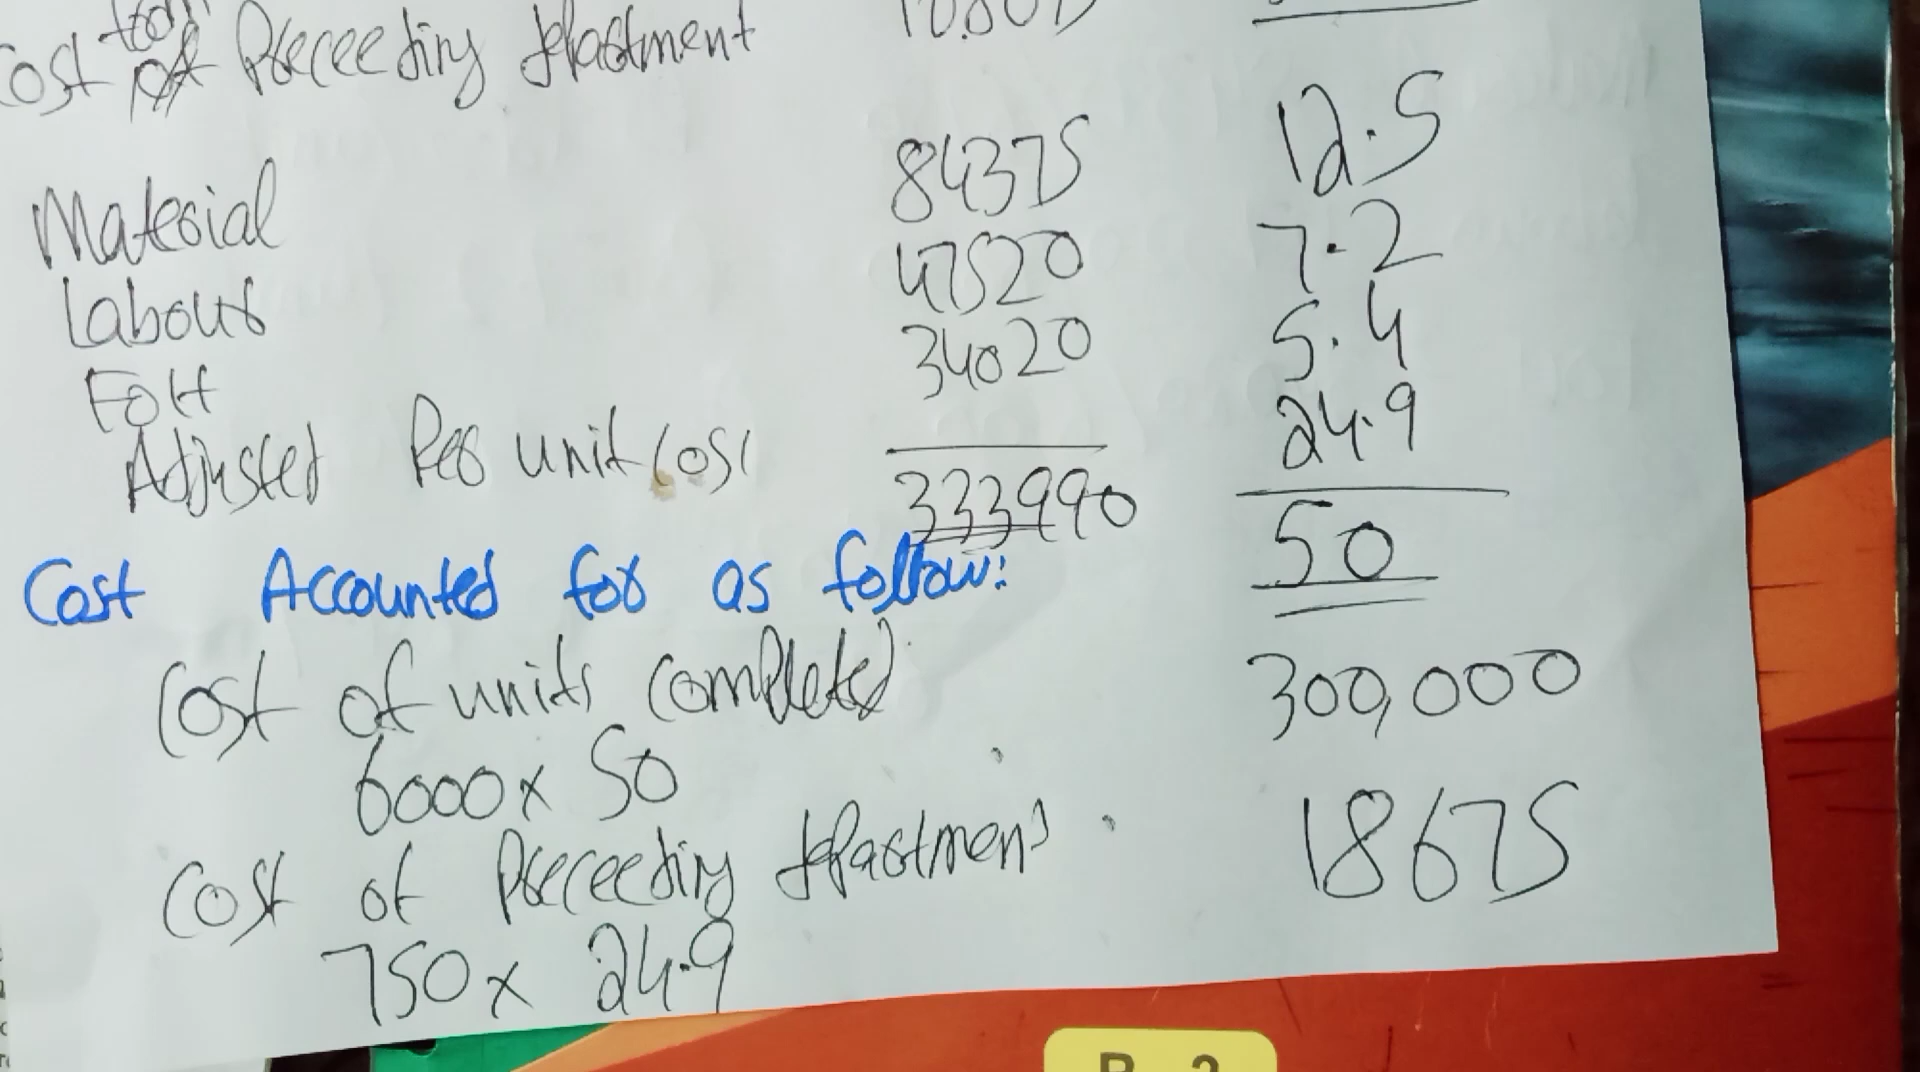 Cost
Preceeding depastment
Material 84375 12.5
Labour 47520 7.2
FOH 34020 5.4
Adjusted Per unit Cost 24.9
333990 50
Cost Accounted for as follow:
Cost of units Completed 300,000
6000 x 50
Cost of Preceeding depastment 18675
750 x 24.9